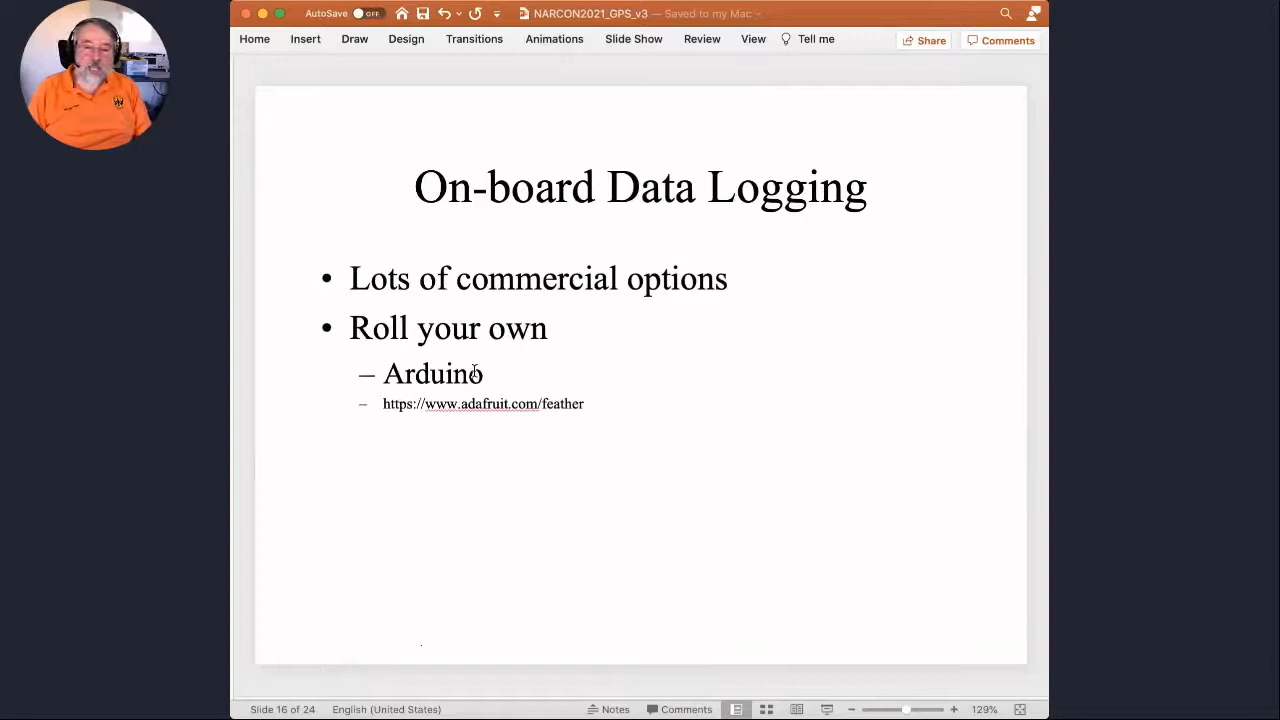 AutoSave OFF NARCON2021_GPS_v3 — Saved to my Mac
Home Insert Draw Design Transitions Animations Slide Show Review View Tell me Share Comments
On-board Data Logging
• Lots of commercial options
• Roll your own
– Arduino
– https://www.adafruit.com/feather
Slide 16 of 24 English (United States) Notes Comments 129%